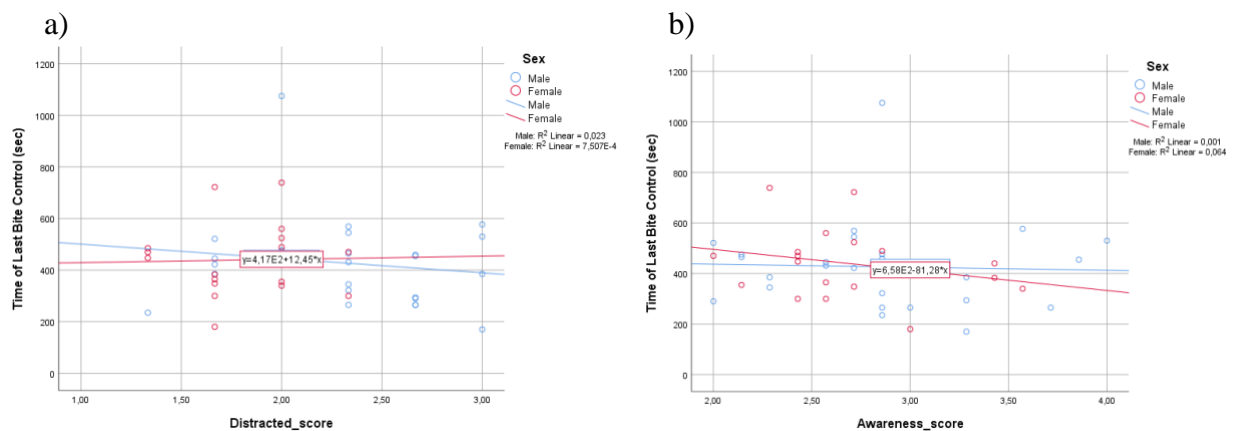 a)
Time of Last Bite Control (sec)
1200
1000
800
600
400
200
0
y=4,17E2+12,45*x
1,00 1,50 2,00 2,50 3,00
Distracted_score
Sex
Male
Female
Male
Female
Male: R2 Linear = 0,023
Female: R2 Linear = 7,507E-4
b)
Time of Last Bite Control (sec)
1200
1000
800
600
400
200
0
y=6,58E2-81,28*x
2,00 2,50 3,00 3,50 4,00
Awareness_score
Sex
Male
Female
Male
Female
Male: R2 Linear = 0,001
Female: R2 Linear = 0,064